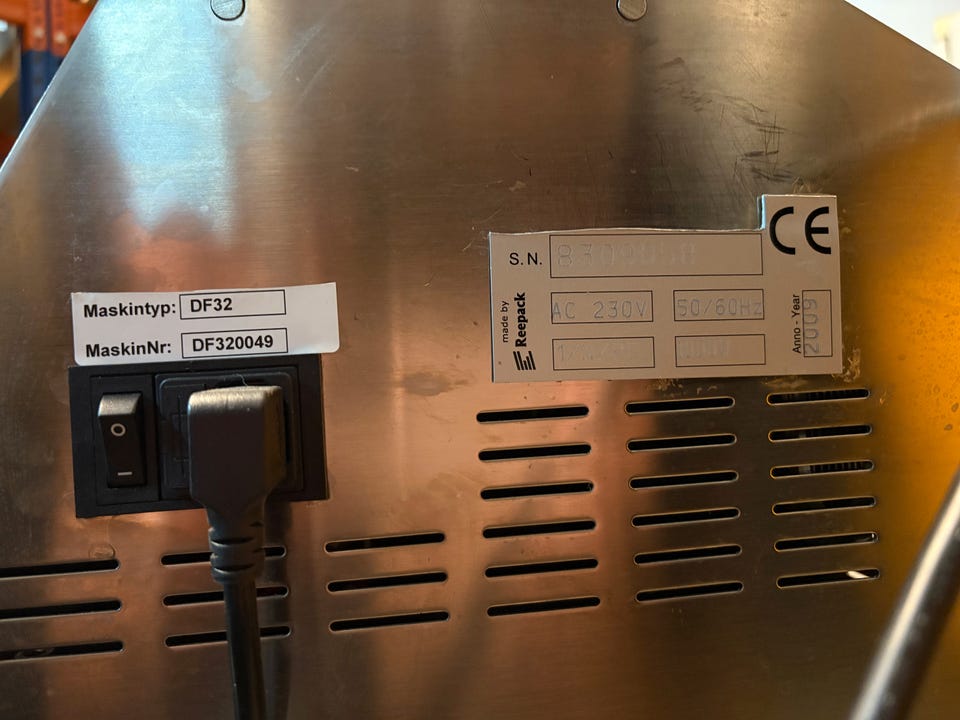 Maskintyp: DF32
MaskinNr: DF320049
O
S.N.
CE
made by
Reepack
AC 230V
50/60Hz
Anno - Year
2009